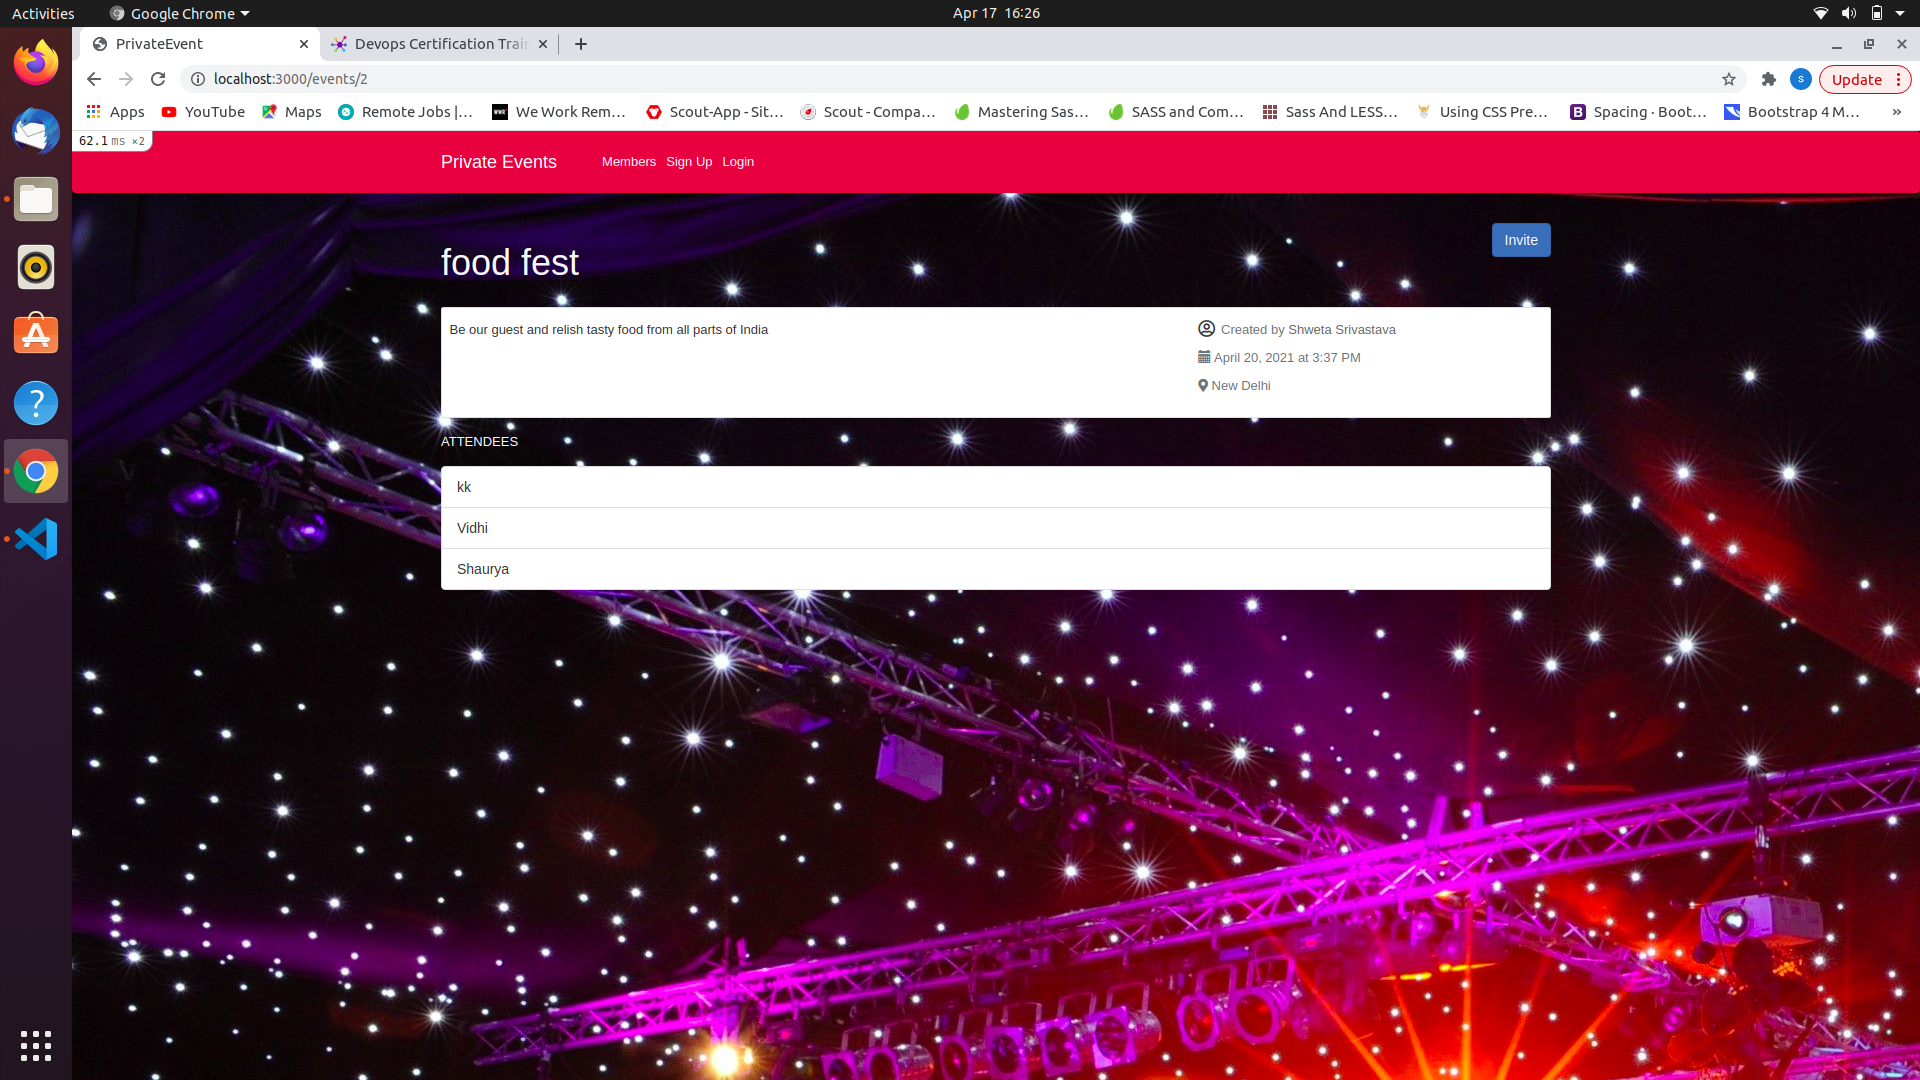 Activities Google Chrome Apr 17 16:26
PrivateEvent Devops Certification Train
localhost:3000/events/2 S Update
Apps YouTube Maps Remote Jobs |... We Work Rem... Scout-App - Sit... Scout - Compa... Mastering Sas... SASS and Com... Sass And LESS... Using CSS Pre... Spacing · Boot... Bootstrap 4 M... »
62.1 ms ×2
Private Events Members Sign Up Login
Invite
food fest
Be our guest and relish tasty food from all parts of India
Created by Shweta Srivastava
April 20, 2021 at 3:37 PM
New Delhi
ATTENDEES
kk
Vidhi
Shaurya